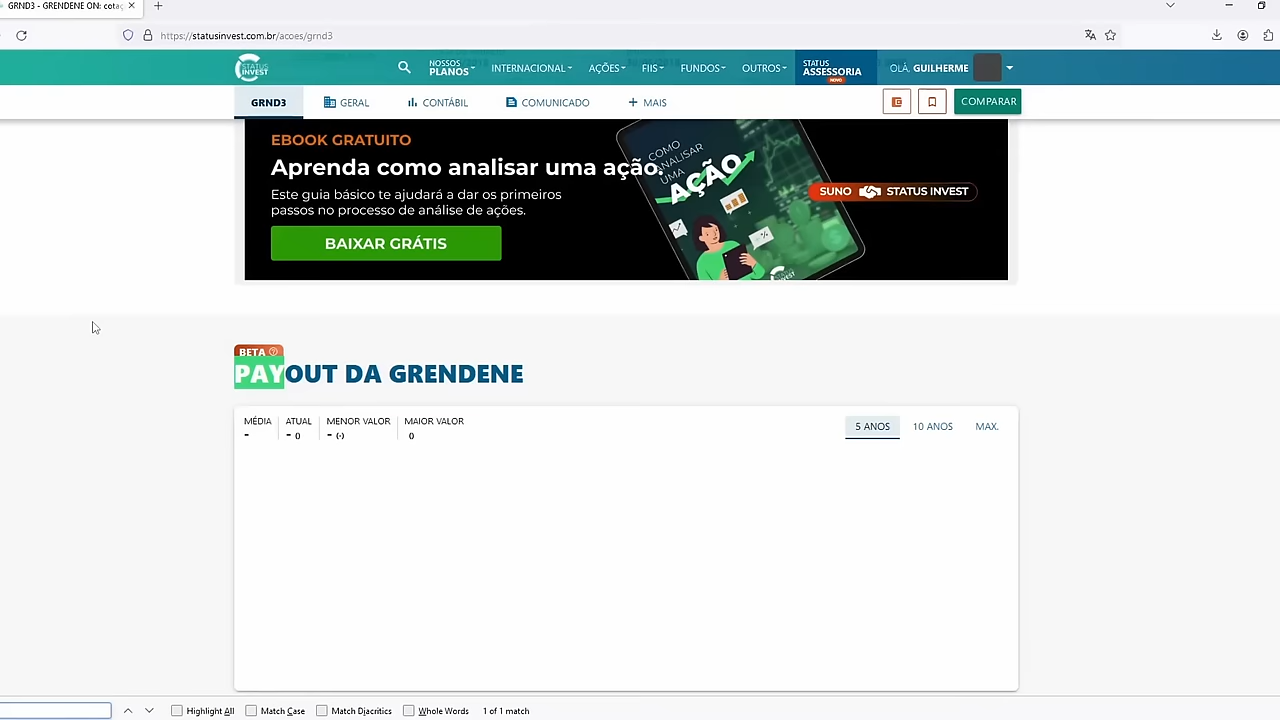 GRND3 - GRENDENE ON: cotaç
https://statusinvest.com.br/acoes/grnd3
STATUS INVEST
NOSSOS PLANOS
INTERNACIONAL
AÇÕES
FIIS
FUNDOS
OUTROS
STATUS ASSESSORIA
NOVO
OLÁ, GUILHERME
GRND3
GERAL
CONTÁBIL
COMUNICADO
MAIS
COMPARAR
EBOOK GRATUITO
Aprenda como analisar uma ação.
Este guia básico te ajudará a dar os primeiros
passos no processo de análise de ações.
BAIXAR GRÁTIS
COMO
ANALISAR
UMA
AÇÃO
SUNO STATUS INVEST
BETA
PAYOUT DA GRENDENE
MÉDIA ATUAL MENOR VALOR MAIOR VALOR
- - () - (-) ()
5 ANOS 10 ANOS MAX.
Highlight All Match Case Match Diacritics Whole Words 1 of 1 match